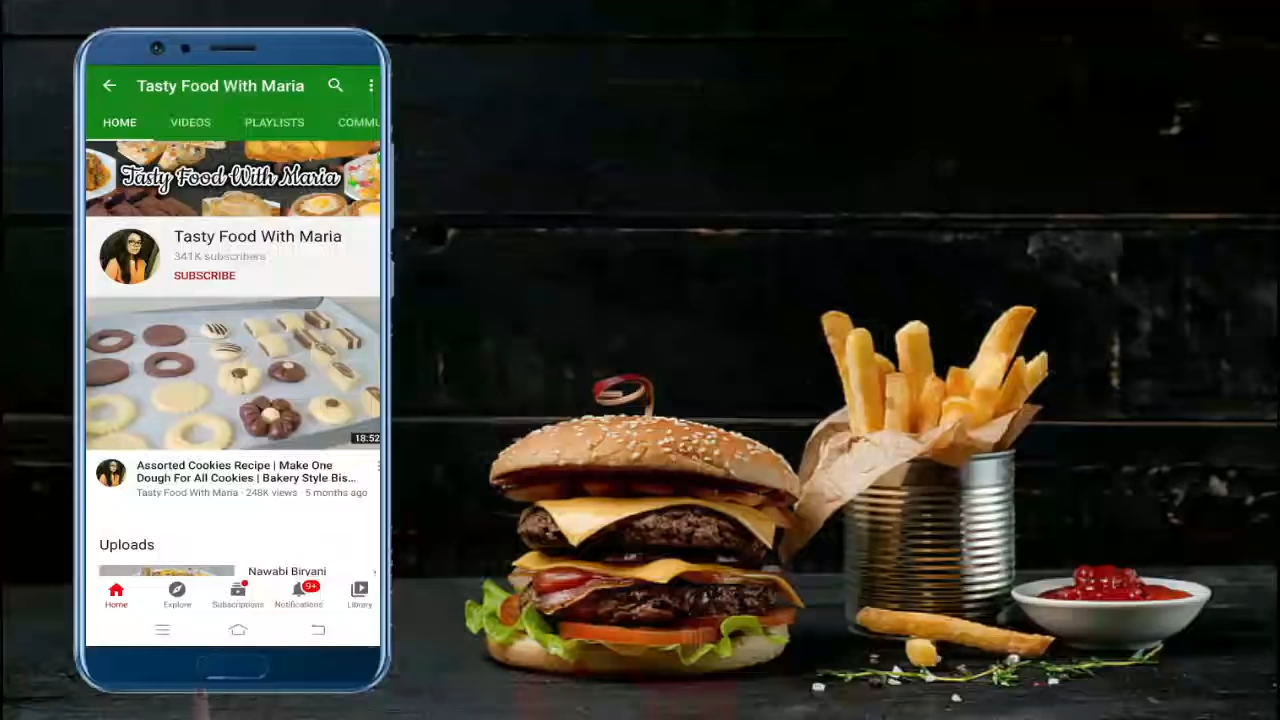 Tasty Food With Maria
HOME VIDEOS PLAYLISTS COMMU
Tasty Food With Maria
Tasty Food With Maria
341K subscribers
SUBSCRIBE
18:52
Assorted Cookies Recipe | Make One
Dough For All Cookies | Bakery Style Bis...
Tasty Food With Maria · 248K views · 5 months ago
Uploads
Nawabi Biryani
9+
Home Explore Subscriptions Notifications Library